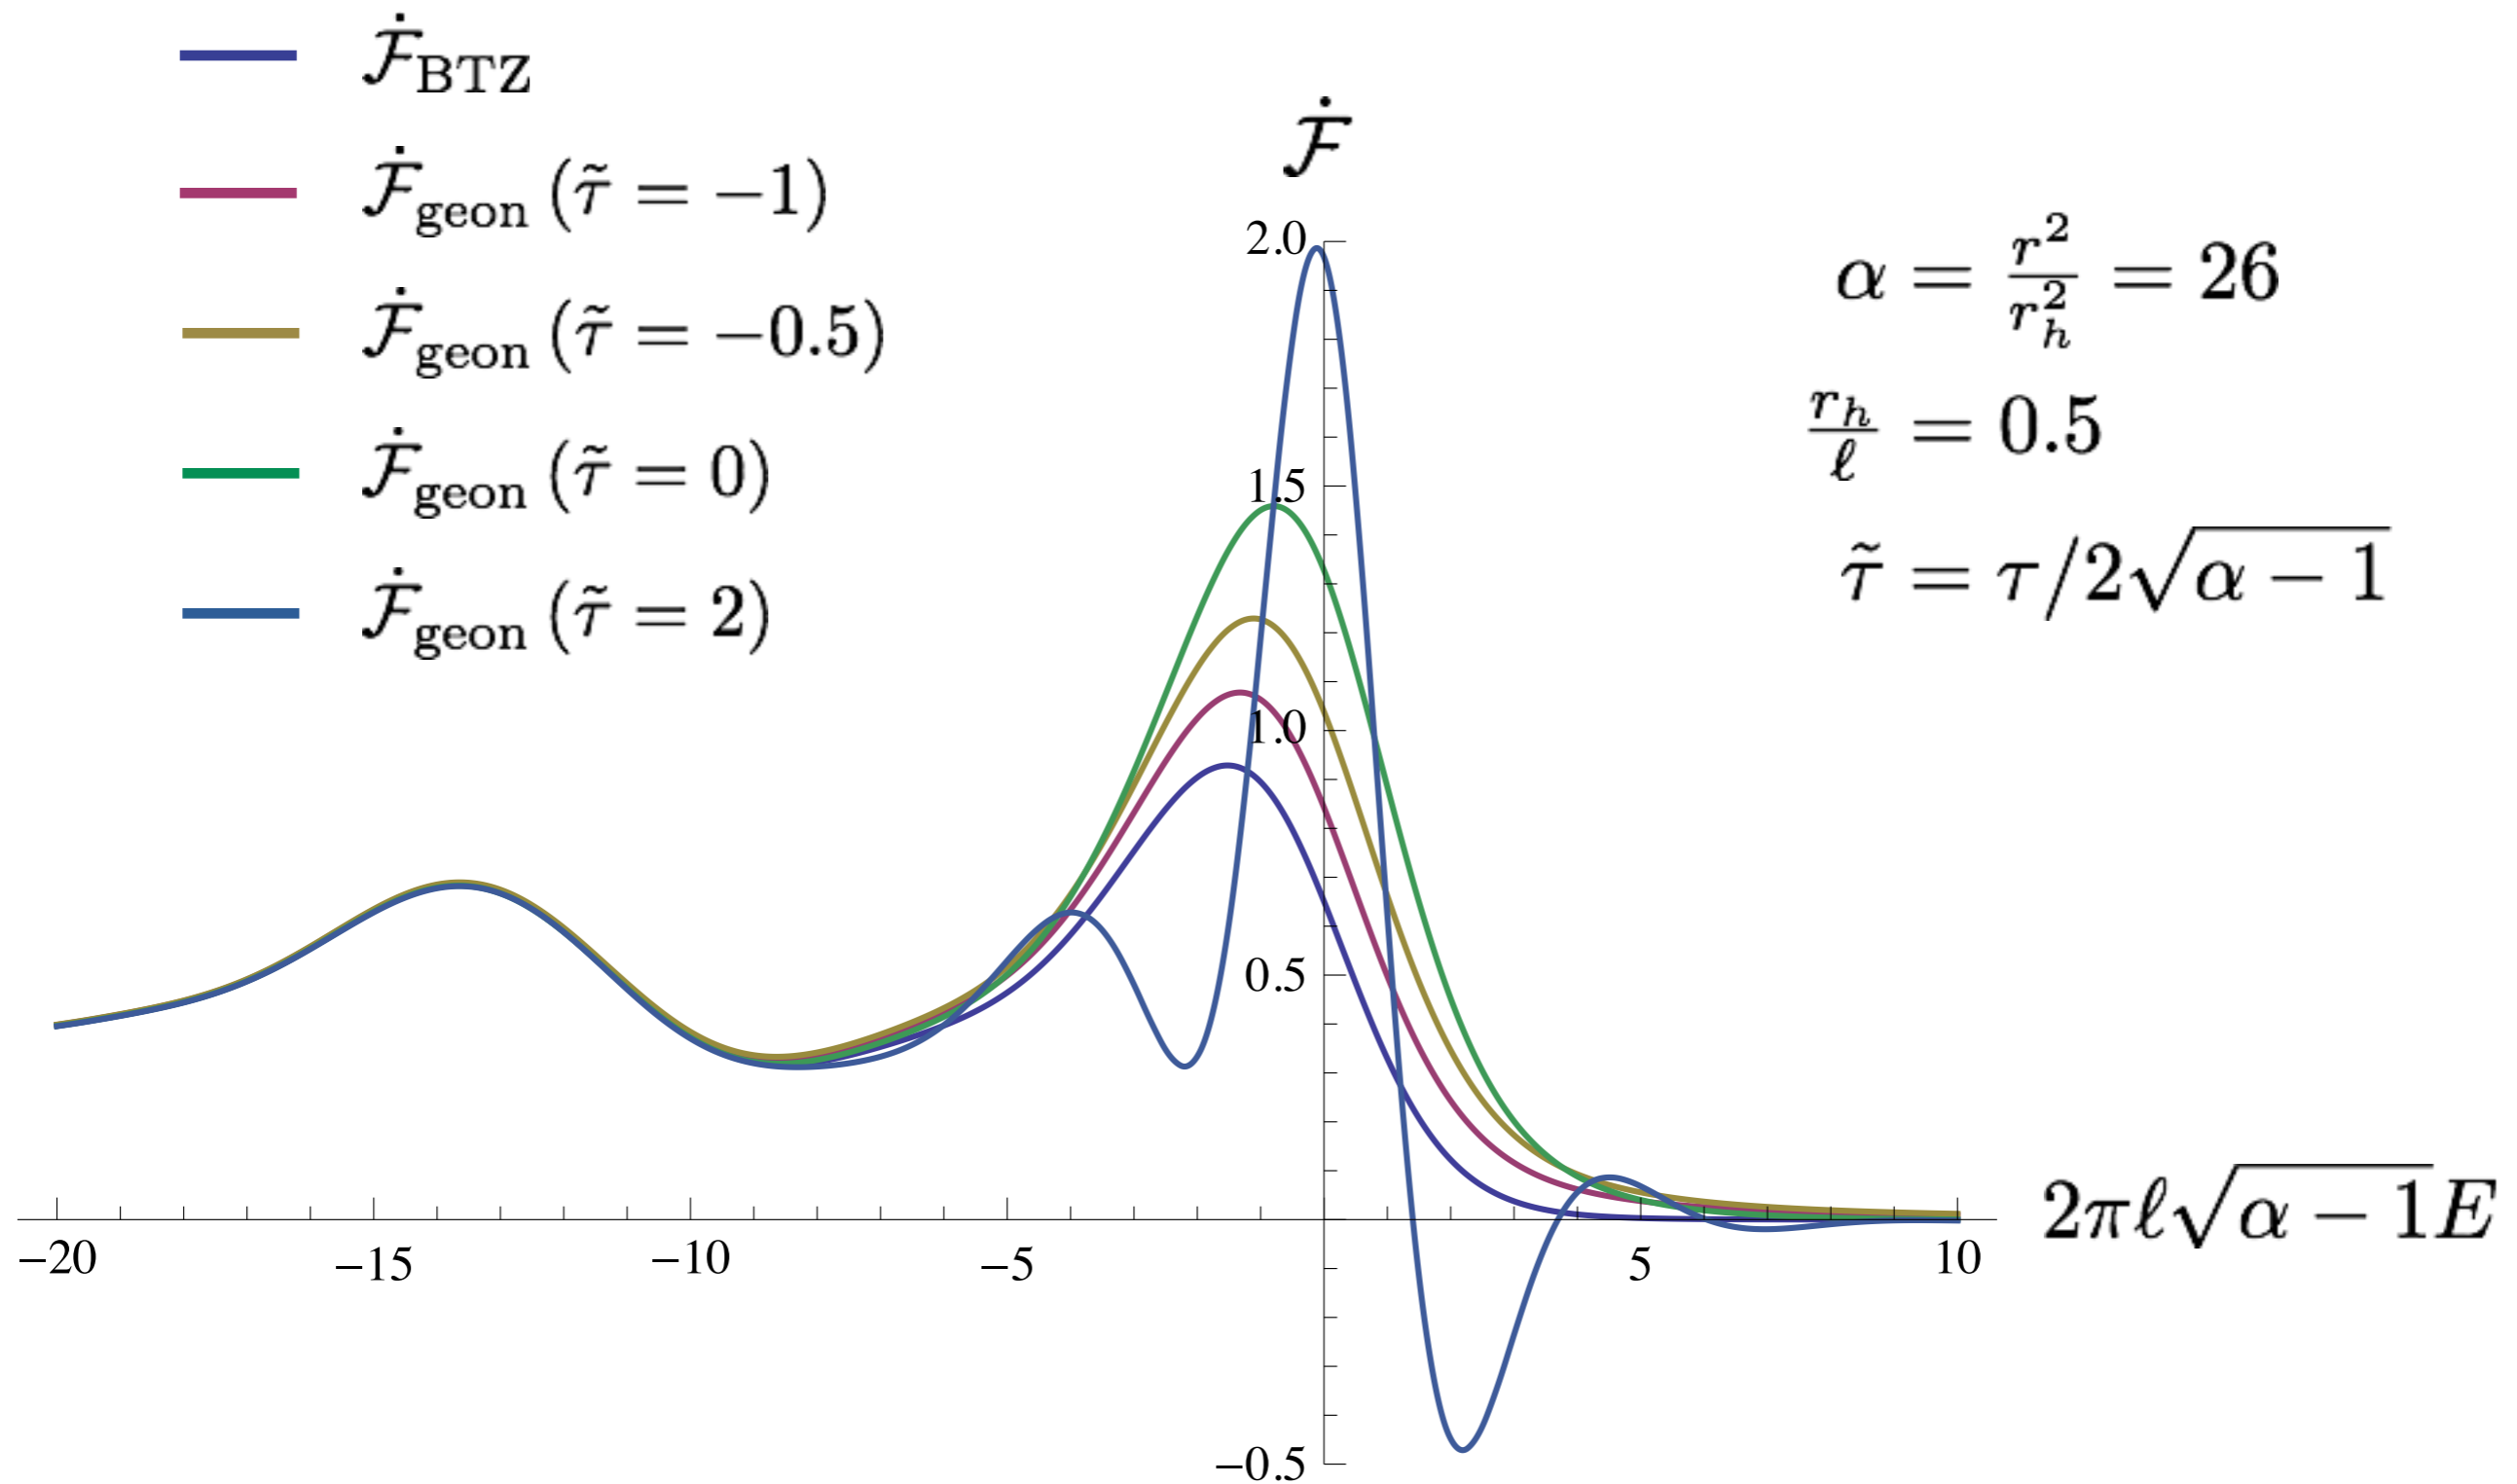 Ḟ_BTZ
Ḟ_geon (τ̃ = −1)
Ḟ_geon (τ̃ = −0.5)
Ḟ_geon (τ̃ = 0)
Ḟ_geon (τ̃ = 2)
Ḟ
α = r²/r_h² = 26
r_h/ℓ = 0.5
τ̃ = τ/2√(α − 1)
2.0
1.5
1.0
0.5
−0.5
−20 −15 −10 −5 5 10
2πℓ√(α − 1)E